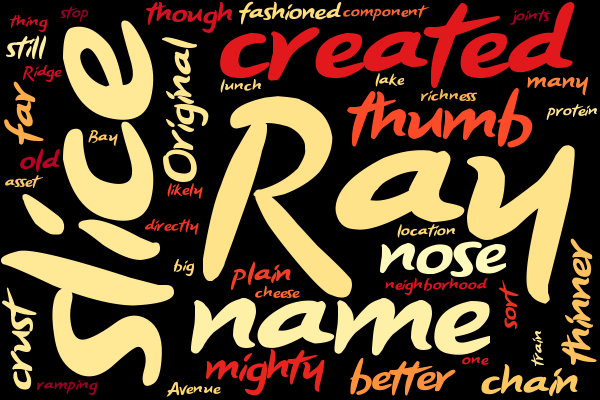 thing
stop
though
fashioned
component
joints
still
Ridge
slice
Original
created
lunch
lake
richness
many
protein
far
Bay
thumb
old
asset
likely
Ray
directly
location
nose
big
plain
cheese
neighborhood
sort
thinner
crust
name
train
ramping
Avenue
mighty
better
one
chain